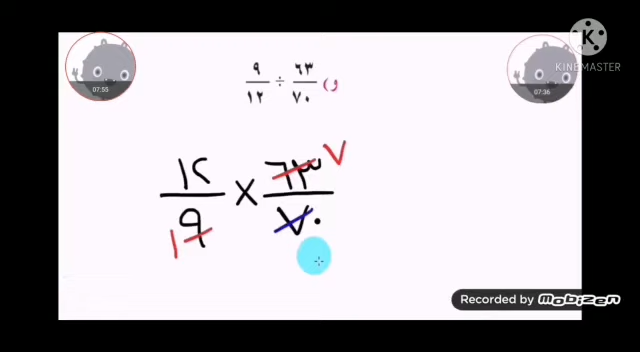 07:55
07:36
K
KINEMASTER
و) ٦٣/٧٠ ÷ ٩/١٢
٦٣/٧٠ × ١٢/٩
٧
١
Recorded by mobizen